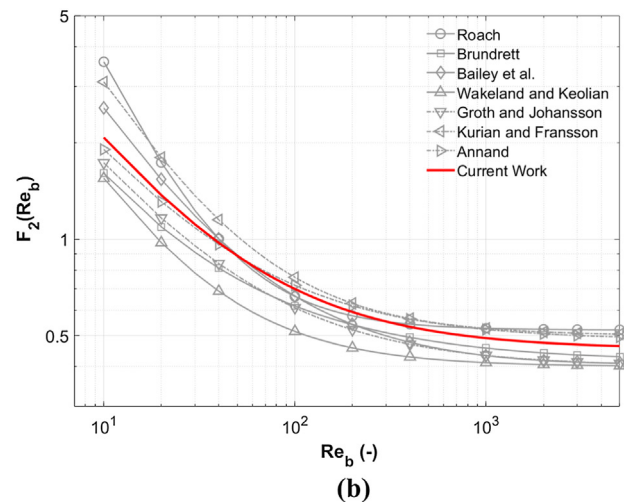 5
1
0.5
F2(Reb)
Roach
Brundrett
Bailey et al.
Wakeland and Keolian
Groth and Johansson
Kurian and Fransson
Annand
Current Work
10^1
10^2
10^3
Reb (-)
(b)